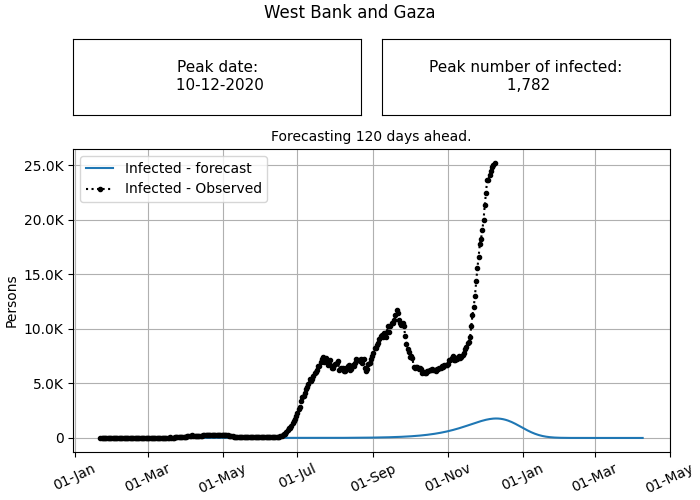 West Bank and Gaza
Peak date:
10-12-2020
Peak number of infected:
1,782
Forecasting 120 days ahead.
Infected - forecast
Infected - Observed
25.0K
20.0K
15.0K
10.0K
5.0K
0
Persons
01-Jan
01-Mar
01-May
01-Jul
01-Sep
01-Nov
01-Jan
01-Mar
01-May